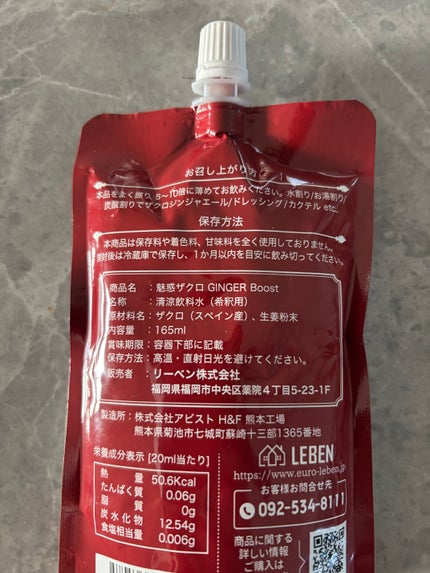 お召し上がり方
本品をよく振り、5～10倍に薄めてお飲みください。水割り/お湯割り/
炭酸割りでザクロジンジャエール/ドレッシング/カクテル etc..
保存方法
本商品は保存料や着色料、甘味料を全く使用しておりません。
開封後は冷蔵庫で保存し、1か月以内を目安に飲み切ってください。
商品名 : 魅惑ザクロ GINGER Boost
名称 : 清涼飲料水（希釈用）
原材料名 : ザクロ（スペイン産）、生姜粉末
内容量 : 165ml
賞味期限 : 容器下部に記載
保存方法 : 高温・直射日光を避けてください。
販売者 : リーベン株式会社
福岡県福岡市中央区薬院4丁目5-23-1F
製造所 : 株式会社アビスト H&F 熊本工場
熊本県菊池市七城町蘇崎十三部1365番地
栄養成分表示 [20ml当たり]
熱量 50.6Kcal
たんぱく質 0.06g
脂質 0g
炭水化物 12.54g
食塩相当量 0.006g
LEBEN
https://www.euro-leben.jp
お客様お問合せ先
092-534-8111
商品に関する
詳しい情報
ご購入は